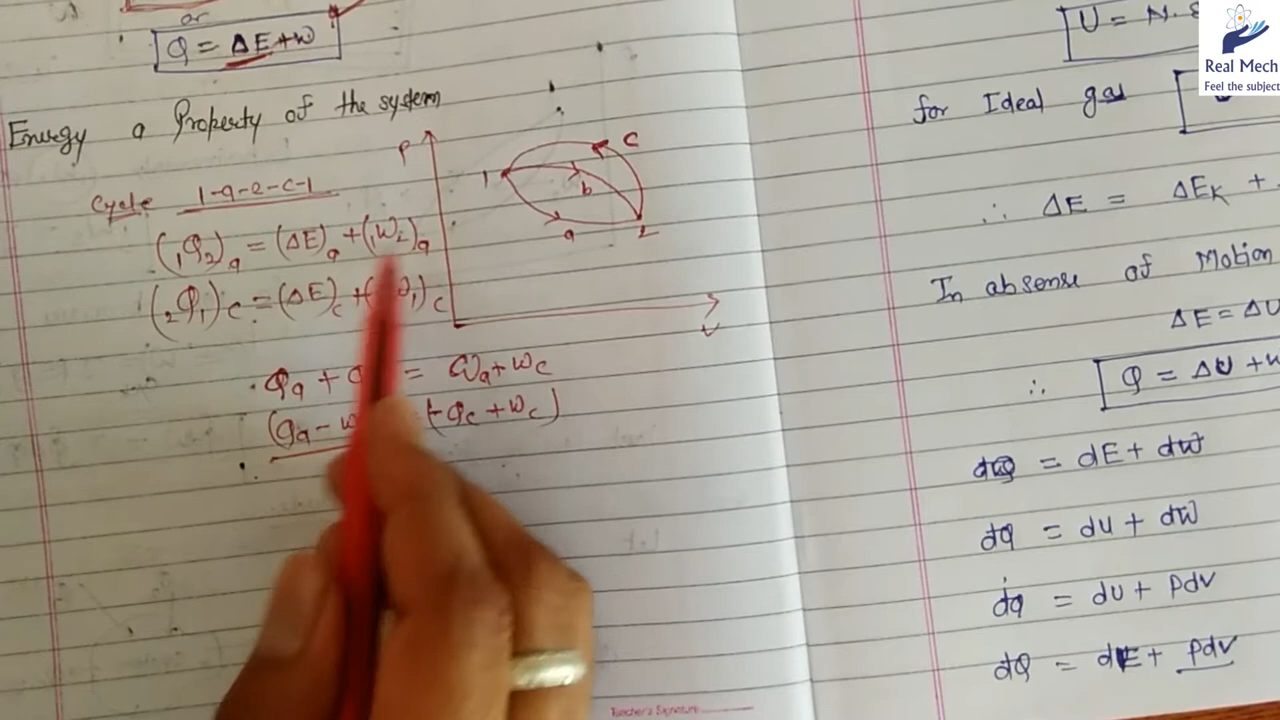 or
Q = ΔE + W
Energy a Property of the system
Cycle 1-a-2-c-1
(₁Q₂)a = (ΔE)a + (₁W₂)a
(₂Q₁)c = (ΔE)c +
Qa + = Wa + Wc
(Qa - W (-Qc + Wc)
P
1
c
b
a
2
V
U =
for Ideal gas
∴ ΔE = ΔEK +
In absense of Motion
ΔE = ΔU
∴ Q = ΔU +
dQ = dE + dW
dQ = dU + dW
dQ = dU + Pdv
dQ = dE + Pdv
Teacher's Signature
Real Mech
Feel the subject